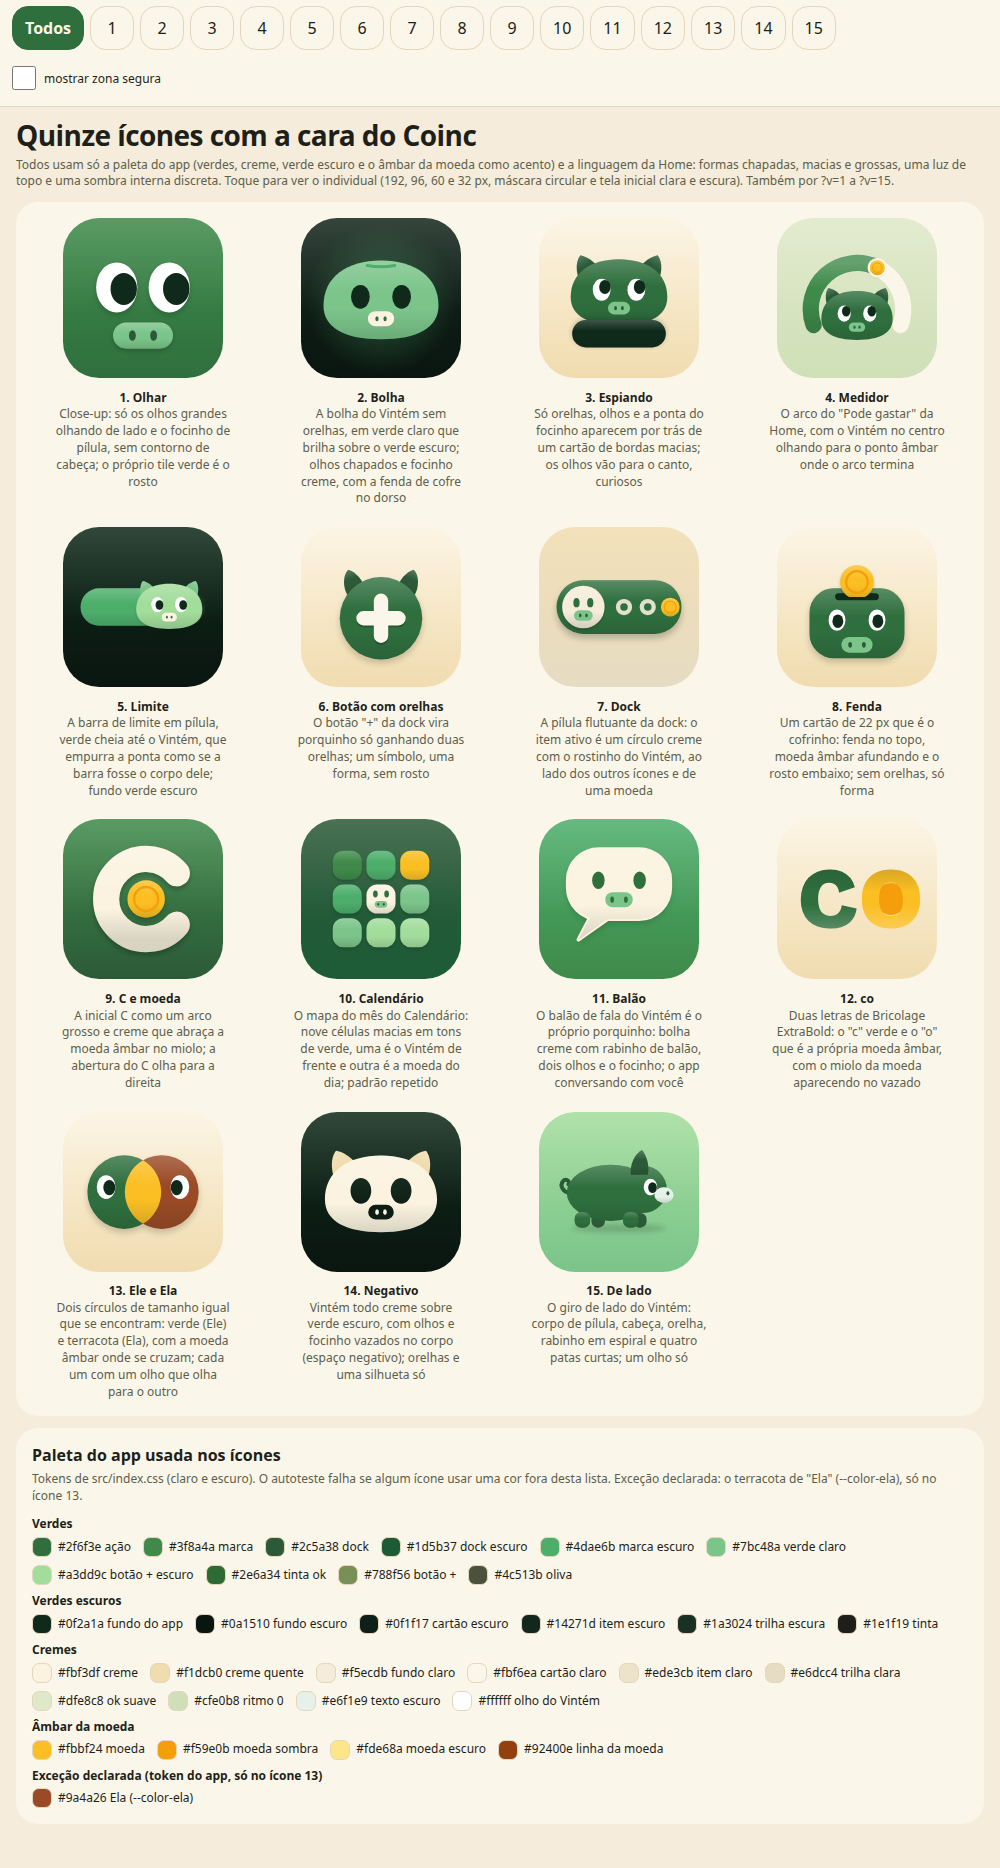 Todos 1 2 3 4 5 6 7 8 9 10 11 12 13 14 15
mostrar zona segura
Quinze ícones com a cara do Coinc
Todos usam só a paleta do app (verdes, creme, verde escuro e o âmbar da moeda como acento) e a linguagem da Home: formas chapadas, macias e grossas, uma luz de
topo e uma sombra interna discreta. Toque para ver o individual (192, 96, 60 e 32 px, máscara circular e tela inicial clara e escura). Também por ?v=1 a ?v=15.
1. Olhar
Close-up: só os olhos grandes
olhando de lado e o focinho de
pílula, sem contorno de
cabeça; o próprio tile verde é o
rosto
2. Bolha
A bolha do Vintém sem
orelhas, em verde claro que
brilha sobre o verde escuro;
olhos chapados e focinho
creme, com a fenda de cofre
no dorso
3. Espiando
Só orelhas, olhos e a ponta do
focinho aparecem por trás de
um cartão de bordas macias;
os olhos vão para o canto,
curiosos
4. Medidor
O arco do "Pode gastar" da
Home, com o Vintém no centro
olhando para o ponto âmbar
onde o arco termina
5. Limite
A barra de limite em pílula,
verde cheia até o Vintém, que
empurra a ponta como se a
barra fosse o corpo dele;
fundo verde escuro
6. Botão com orelhas
O botão "+" da dock vira
porquinho só ganhando duas
orelhas; um símbolo, uma
forma, sem rosto
7. Dock
A pílula flutuante da dock: o
item ativo é um círculo creme
com o rostinho do Vintém, ao
lado dos outros ícones e de
uma moeda
8. Fenda
Um cartão de 22 px que é o
cofrinho: fenda no topo,
moeda âmbar afundando e o
rosto embaixo; sem orelhas, só
forma
9. C e moeda
A inicial C como um arco
grosso e creme que abraça a
moeda âmbar no miolo; a
abertura do C olha para a
direita
10. Calendário
O mapa do mês do Calendário:
nove células macias em tons
de verde, uma é o Vintém de
frente e outra é a moeda do
dia; padrão repetido
11. Balão
O balão de fala do Vintém é o
próprio porquinho: bolha
creme com rabinho de balão,
dois olhos e o focinho; o app
conversando com você
co
12. co
Duas letras de Bricolage
ExtraBold: o "c" verde e o "o"
que é a própria moeda âmbar,
com o miolo da moeda
aparecendo no vazado
13. Ele e Ela
Dois círculos de tamanho igual
que se encontram: verde (Ele)
e terracota (Ela), com a moeda
âmbar onde se cruzam; cada
um com um olho que olha
para o outro
14. Negativo
Vintém todo creme sobre
verde escuro, com olhos e
focinho vazados no corpo
(espaço negativo); orelhas e
uma silhueta só
15. De lado
O giro de lado do Vintém:
corpo de pílula, cabeça, orelha,
rabinho em espiral e quatro
patas curtas; um olho só
Paleta do app usada nos ícones
Tokens de src/index.css (claro e escuro). O autoteste falha se algum ícone usar uma cor fora desta lista. Exceção declarada: o terracota de "Ela" (--color-ela), só no
ícone 13.
Verdes
#2f6f3e ação #3f8a4a marca #2c5a38 dock #1d5b37 dock escuro #4dae6b marca escuro #7bc48a verde claro
#a3dd9c botão + escuro #2e6a34 tinta ok #788f56 botão + #4c513b oliva
Verdes escuros
#0f2a1a fundo do app #0a1510 fundo escuro #0f1f17 cartão escuro #14271d item escuro #1a3024 trilha escura #1e1f19 tinta
Cremes
#fbf3df creme #f1dcb0 creme quente #f5ecdb fundo claro #fbf6ea cartão claro #ede3cb item claro #e6dcc4 trilha clara
#dfe8c8 ok suave #cfe0b8 ritmo 0 #e6f1e9 texto escuro #ffffff olho do Vintém
Âmbar da moeda
#fbbf24 moeda #f59e0b moeda sombra #fde68a moeda escuro #92400e linha da moeda
Exceção declarada (token do app, só no ícone 13)
#9a4a26 Ela (--color-ela)